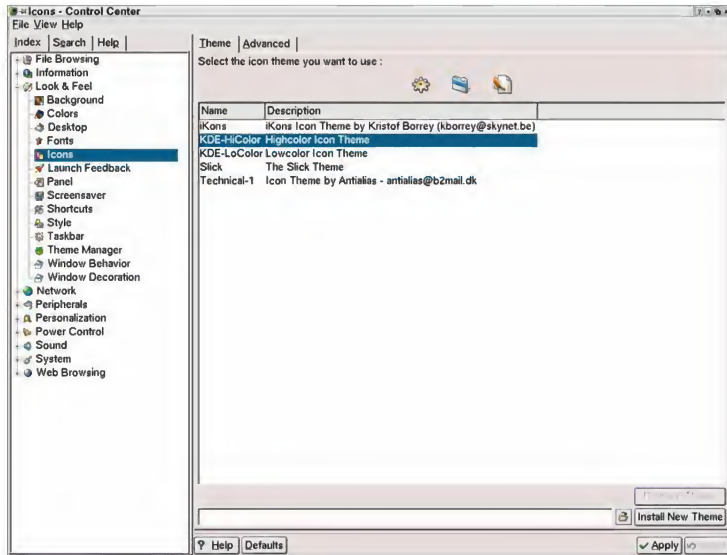 Icons - Control Center
File View Help
Index Search Help
File Browsing
Information
Look & Feel
Background
Colors
Desktop
Fonts
Icons
Launch Feedback
Panel
Screensaver
Shortcuts
Style
Taskbar
Theme Manager
Window Behavior
Window Decoration
Network
Peripherals
Personalization
Power Control
Sound
System
Web Browsing
Theme Advanced
Select the icon theme you want to use :
Name Description
iKons iKons Icon Theme by Kristof Borrey (kborrey@skynet.be)
KDE-HiColor Highcolor Icon Theme
KDE-LoColor Lowcolor Icon Theme
Slick The Slick Theme
Technical-1 Icon Theme by Antialias - antialias@b2mail.dk
Install New Theme
? Help Defaults
Apply